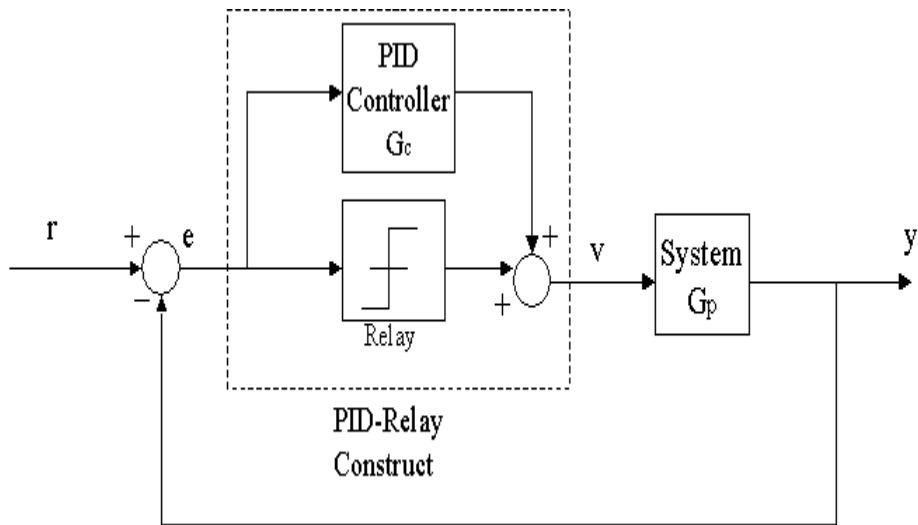 PID
Controller
Gc
r
+
−
e
Relay
+
+
v
System
Gp
y
PID-Relay
Construct